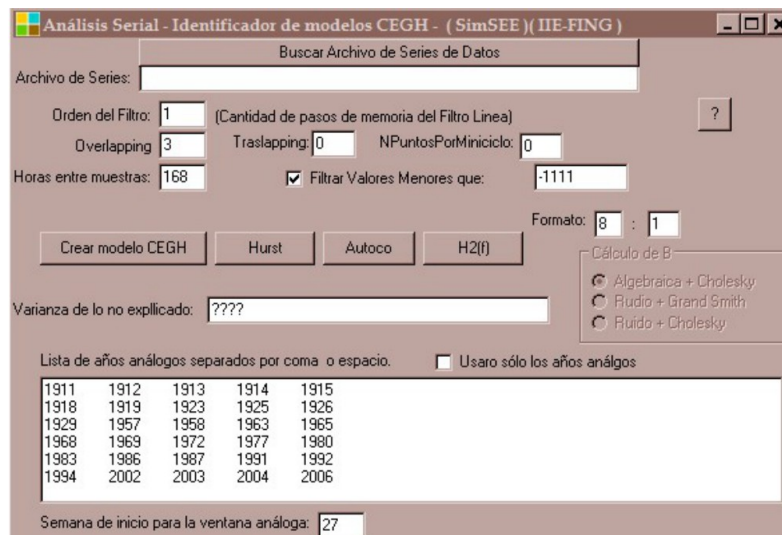 Análisis Serial - Identificador de modelos CEGH - ( SimSEE )( IIE-FING )
Buscar Archivo de Series de Datos
Archivo de Series:
Orden del Filtro: 1 (Cantidad de pasos de memoria del Filtro Linea) ?
Overlapping 3 Traslapping: 0 NPuntosPorMiniciclo: 0
Horas entre muestras: 168 Filtrar Valores Menores que: -1111
Formato: 8 : 1
Crear modelo CEGH Hurst Autoco H2(f)
Cálculo de B
Algebraica + Cholesky
Rudio + Grand Smith
Ruído + Cholesky
Varianza de lo no expllicado: ????
Lista de años análogos separados por coma o espacio. Usaro sólo los años análgos
1911 1912 1913 1914 1915
1918 1919 1923 1925 1926
1929 1957 1958 1963 1965
1968 1969 1972 1977 1980
1983 1986 1987 1991 1992
1994 2002 2003 2004 2006
Semana de inicio para la ventana análoga: 27